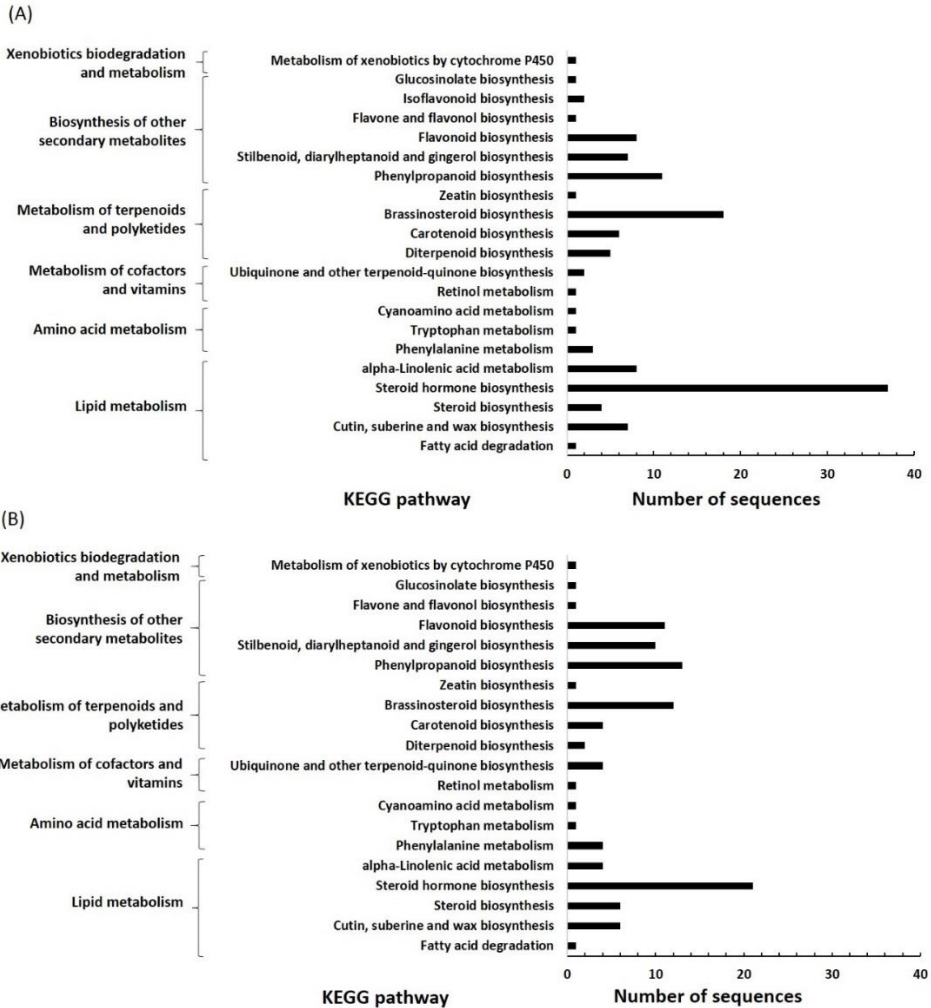 (A)
Xenobiotics biodegradation
and metabolism
Metabolism of xenobiotics by cytochrome P450
Biosynthesis of other
secondary metabolites
Glucosinolate biosynthesis
Isoflavonoid biosynthesis
Flavone and flavonol biosynthesis
Flavonoid biosynthesis
Stilbenoid, diarylheptanoid and gingerol biosynthesis
Phenylpropanoid biosynthesis
Metabolism of terpenoids
and polyketides
Zeatin biosynthesis
Brassinosteroid biosynthesis
Carotenoid biosynthesis
Diterpenoid biosynthesis
Metabolism of cofactors
and vitamins
Ubiquinone and other terpenoid-quinone biosynthesis
Retinol metabolism
Amino acid metabolism
Cyanoamino acid metabolism
Tryptophan metabolism
Phenylalanine metabolism
Lipid metabolism
alpha-Linolenic acid metabolism
Steroid hormone biosynthesis
Steroid biosynthesis
Cutin, suberine and wax biosynthesis
Fatty acid degradation
0 10 20 30 40
KEGG pathway
Number of sequences
(B)
Xenobiotics biodegradation
and metabolism
Metabolism of xenobiotics by cytochrome P450
Biosynthesis of other
secondary metabolites
Glucosinolate biosynthesis
Flavone and flavonol biosynthesis
Flavonoid biosynthesis
Stilbenoid, diarylheptanoid and gingerol biosynthesis
Phenylpropanoid biosynthesis
etabolism of terpenoids and
polyketides
Zeatin biosynthesis
Brassinosteroid biosynthesis
Carotenoid biosynthesis
Diterpenoid biosynthesis
Metabolism of cofactors and
vitamins
Ubiquinone and other terpenoid-quinone biosynthesis
Retinol metabolism
Amino acid metabolism
Cyanoamino acid metabolism
Tryptophan metabolism
Phenylalanine metabolism
Lipid metabolism
alpha-Linolenic acid metabolism
Steroid hormone biosynthesis
Steroid biosynthesis
Cutin, suberine and wax biosynthesis
Fatty acid degradation
0 10 20 30 40
KEGG pathway
Number of sequences